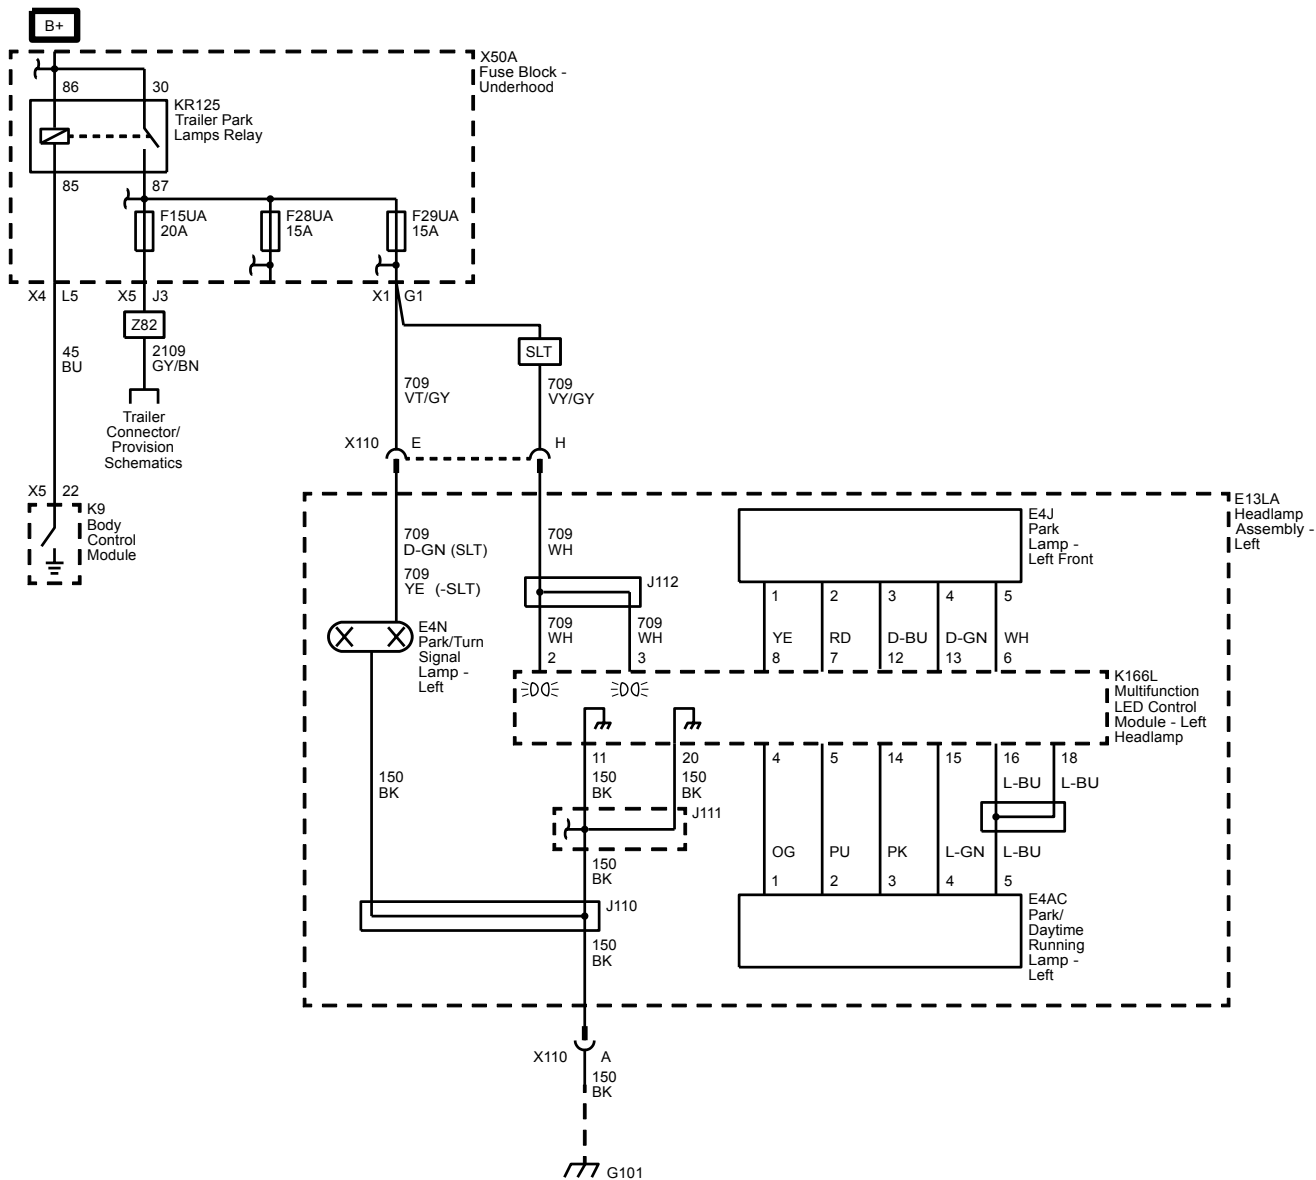 B+
X50A
Fuse Block -
Underhood
86
30
KR125
Trailer Park
Lamps Relay
85
87
F15UA
20A
F28UA
15A
F29UA
15A
X4 L5
X5 J3
X1 G1
Z82
SLT
45
BU
2109
GY/BN
709
VT/GY
709
VY/GY
Trailer
Connector/
Provision
Schematics
X110 E
H
X5 22
K9
Body
Control
Module
E13LA
Headlamp
Assembly -
Left
709
D-GN (SLT)
709
YE (-SLT)
709
WH
E4J
Park
Lamp -
Left Front
J112
1 2 3 4 5
709
WH
709
WH
YE RD D-BU D-GN WH
2 3
8 7 12 13 6
E4N
Park/Turn
Signal
Lamp -
Left
K166L
Multifunction
LED Control
Module - Left
Headlamp
11 20
4 5 14 15 16 18
150
BK
150
BK
150
BK
L-BU L-BU
J111
OG PU PK L-GN L-BU
150
BK
1 2 3 4 5
J110
E4AC
Park/
Daytime
Running
Lamp -
Left
150
BK
X110 A
150
BK
G101